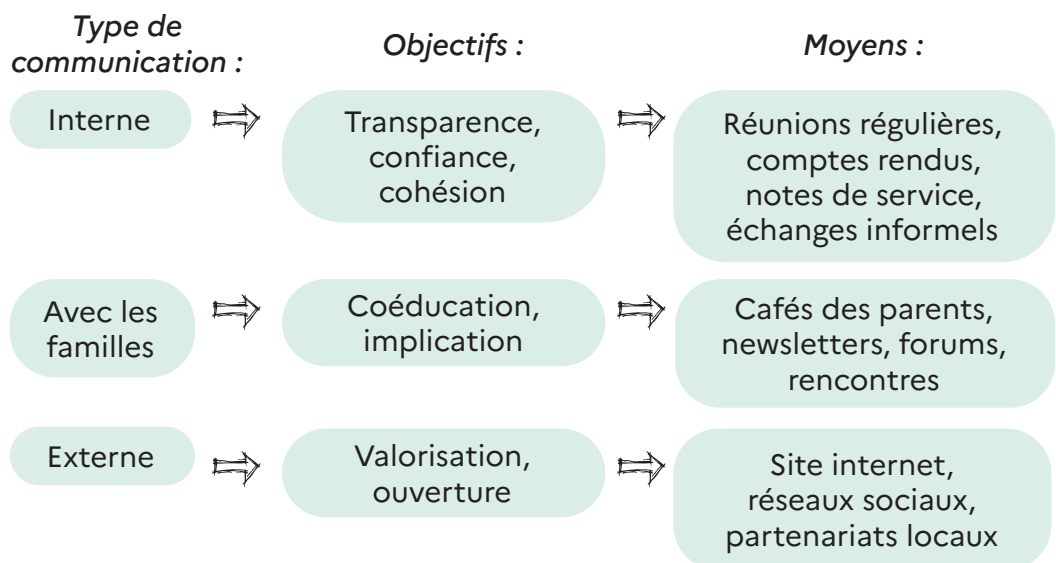 Type de
communication :
Objectifs :
Moyens :
Interne
Transparence,
confiance,
cohésion
Réunions régulières,
comptes rendus,
notes de service,
échanges informels
Avec les
familles
Coéducation,
implication
Cafés des parents,
newsletters, forums,
rencontres
Externe
Valorisation,
ouverture
Site internet,
réseaux sociaux,
partenariats locaux